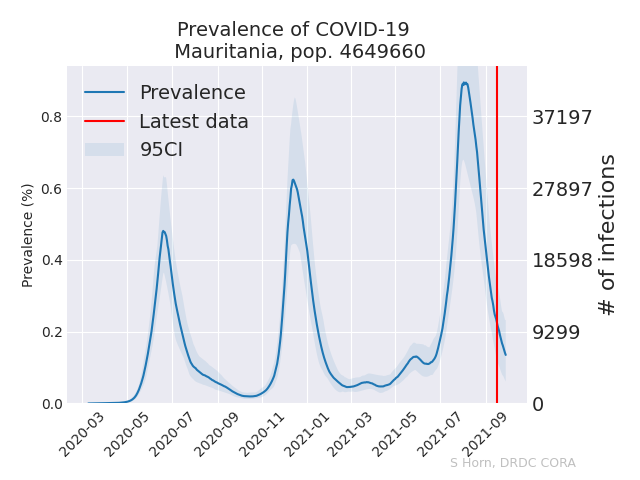 Prevalence of COVID-19
Mauritania, pop. 4649660
Prevalence
Latest data
95CI
Prevalence (%)
0.8
0.6
0.4
0.2
0.0
37197
27897
18598
9299
0
# of infections
2020-03
2020-05
2020-07
2020-09
2020-11
2021-01
2021-03
2021-05
2021-07
2021-09
S Horn, DRDC CORA